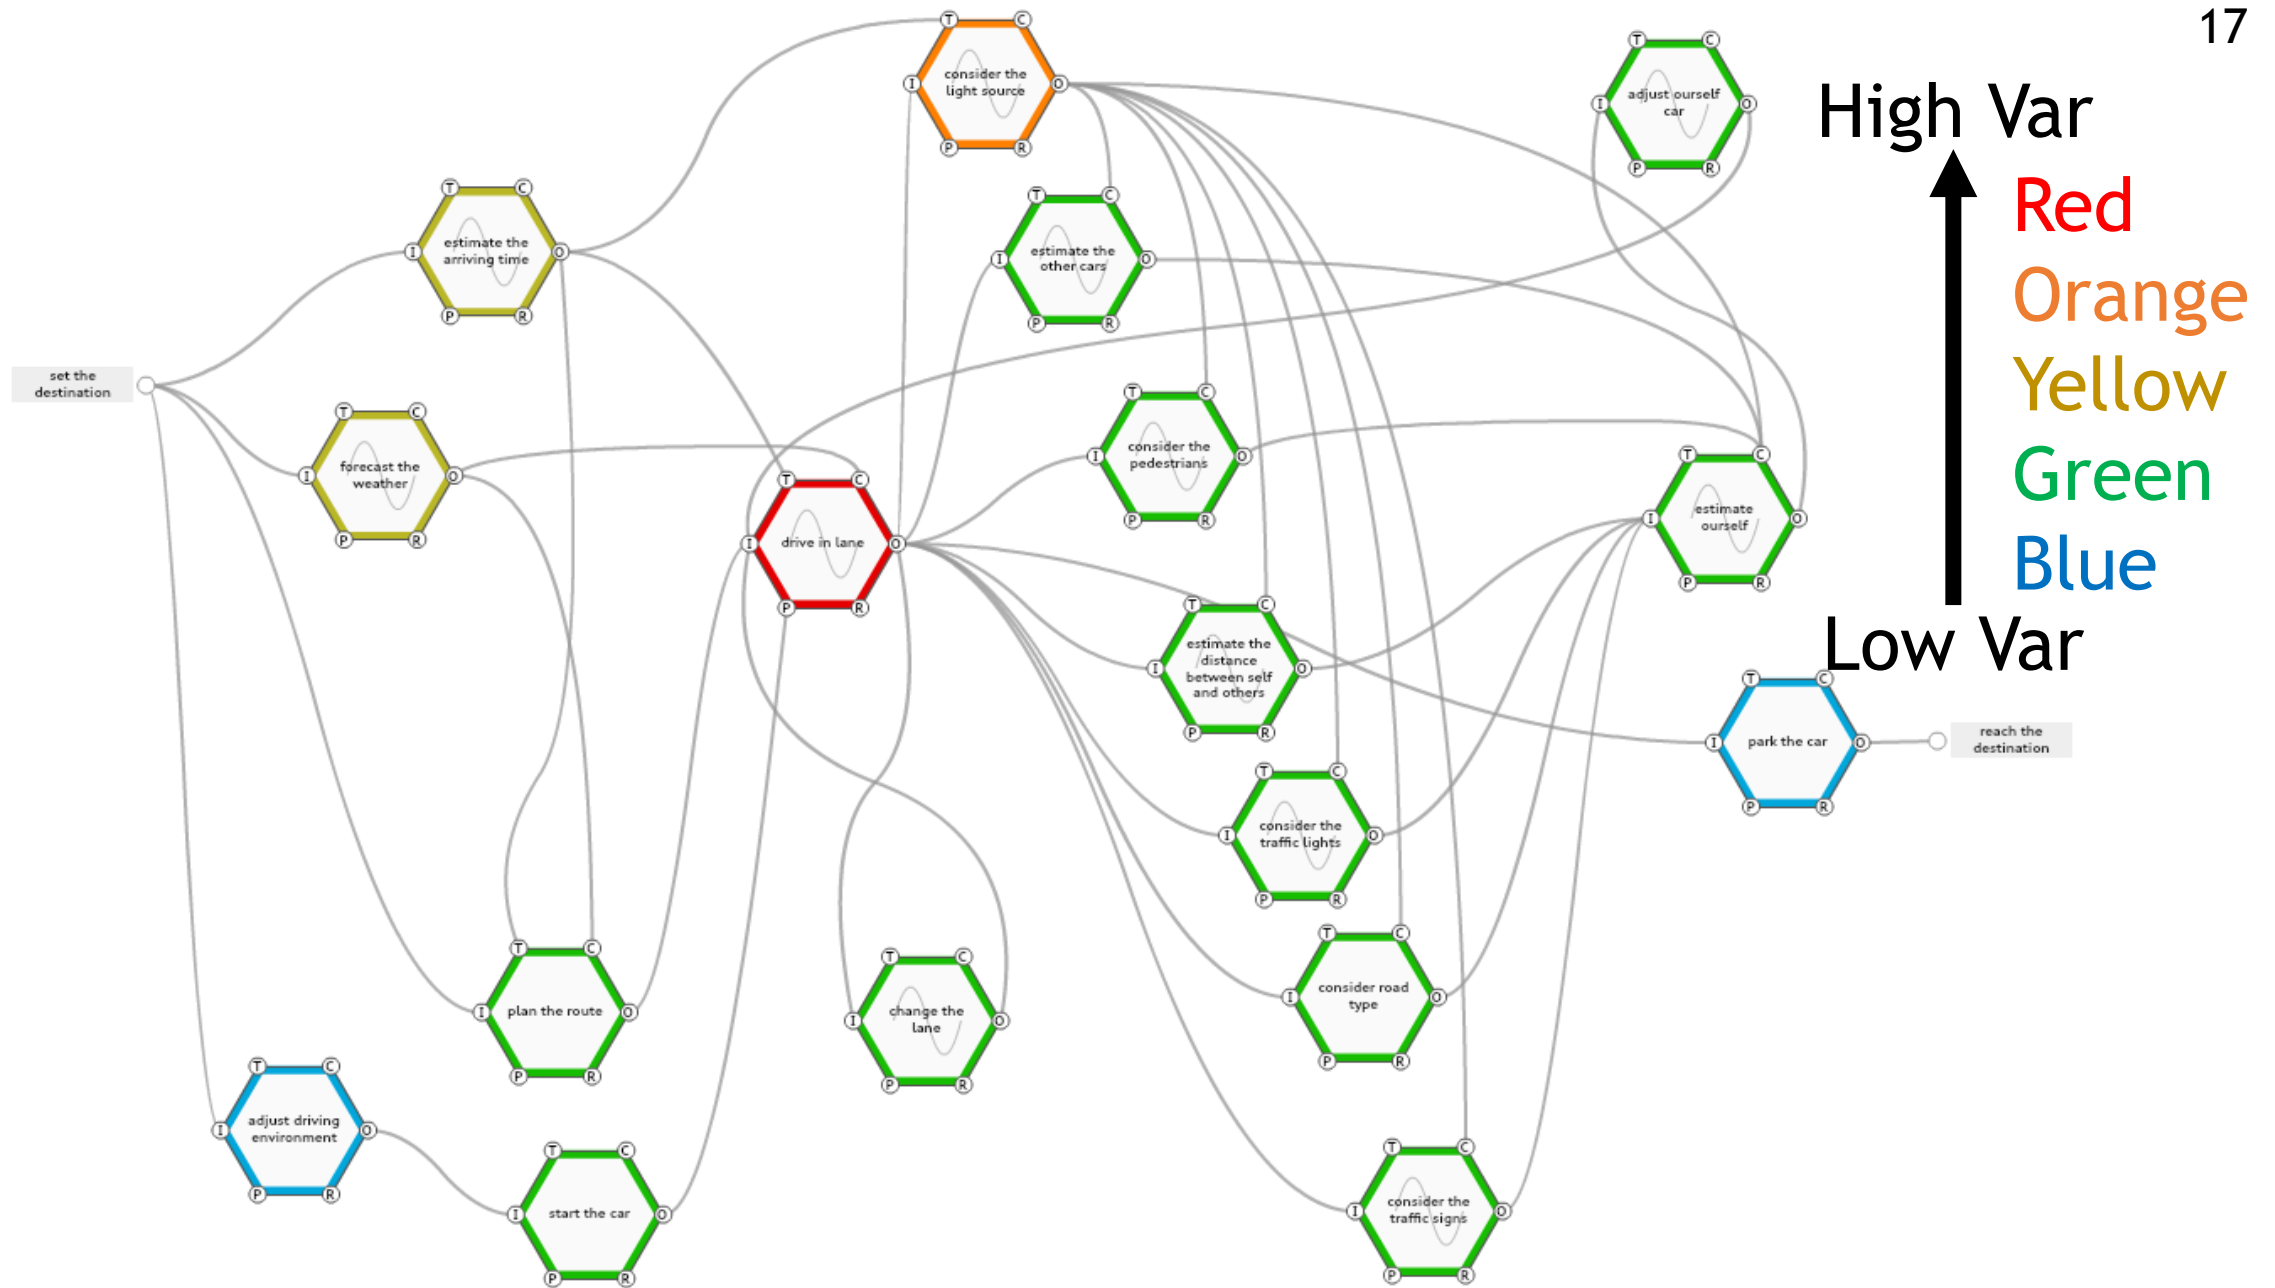 17
T C
consider the
light source
I O
P R
T C
adjust ourself
car
I O
P R
High Var
Red
Orange
Yellow
Green
Blue
Low Var
T C
estimate the
arriving time
I O
P R
T C
estimate the
other cars
I O
P R
set the
destination
T C
forecast the
weather
I O
P R
T C
consider the
pedestrians
I O
P R
T C
drive in lane
I O
P R
T C
estimate
ourself
I O
P R
T C
estimate the
distance
between self
and others
I O
P R
T C
park the car
I O
P R
reach the
destination
T C
consider the
traffic lights
I O
P R
T C
plan the route
I O
P R
T C
change the
lane
I O
P R
T C
consider road
type
I O
P R
T C
adjust driving
environment
I O
P R
T C
start the car
I O
P R
T C
consider the
traffic signs
I O
P R